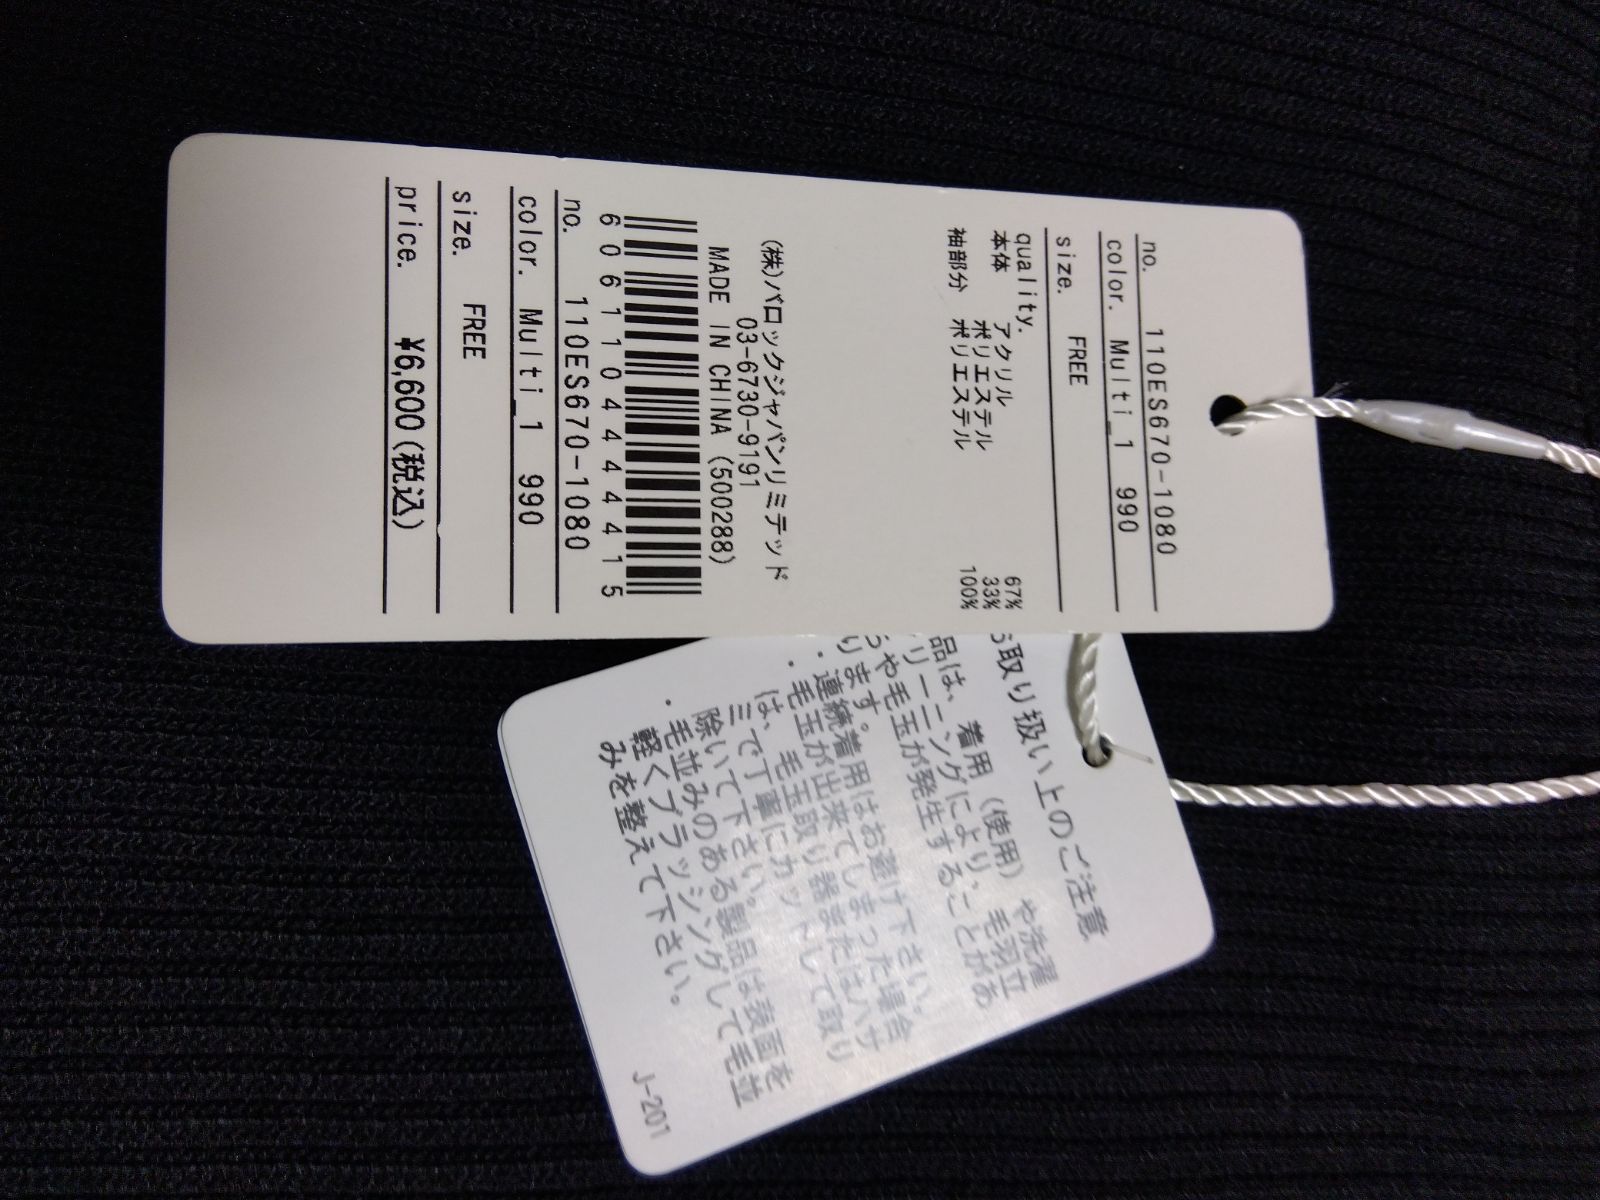 no. 110ES670-1080
color. Multi_1 990
size. FREE
quality.
本体 アクリル 67%
ポリエステル 33%
袖部分 ポリエステル 100%
(株)バロックジャパンリミテッド
03-6730-9191
MADE IN CHINA (500288)
6061104444415
no. 110ES670-1080
color. Multi_1 990
size. FREE
price. ¥6,600(税込)
取り扱い上のご注意
品は、着用(使用)や洗濯
リーニングにより、毛羽立
や毛玉が発生することがあ
ります。
・連続着用はお避け下さい。
・毛玉が出来てしまった場合
は、毛玉取り器またはハサ
ミで丁寧にカットして取り
除いて下さい。
・毛並みのある製品は表面を
軽くブラッシングして毛並
みを整えて下さい。
J-201